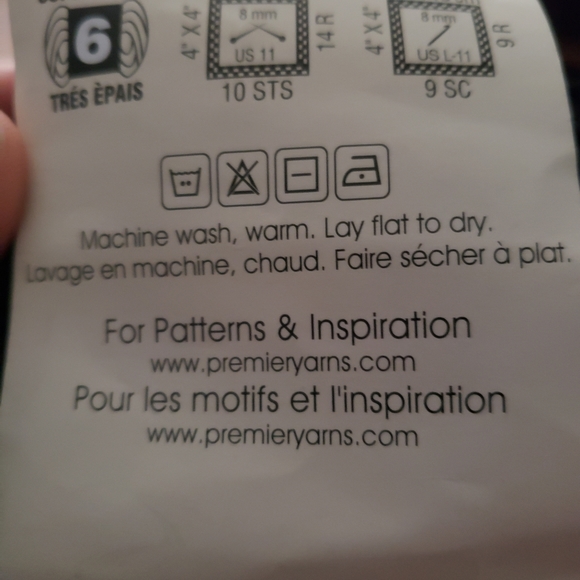 6
TRÉS ÈPAIS
4" X 4"
8 mm
US 11
14 R
10 STS
4" X 4"
8 mm
US L-11
9 R
9 SC
Machine wash, warm. Lay flat to dry.
Lavage en machine, chaud. Faire sécher à plat.
For Patterns & Inspiration
www.premieryarns.com
Pour les motifs et l'inspiration
www.premieryarns.com